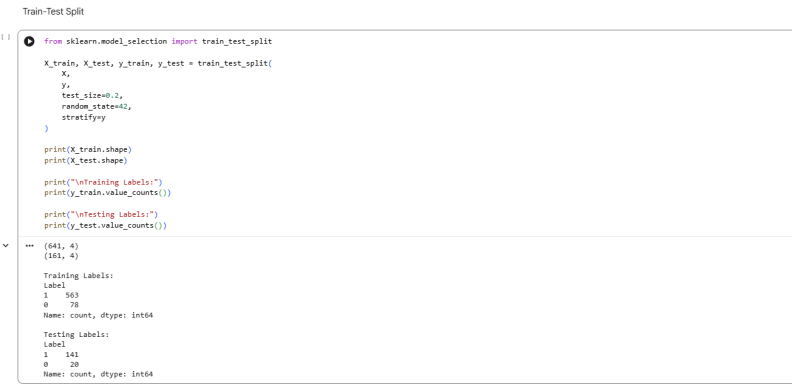 Train-Test Split
[ ]
from sklearn.model_selection import train_test_split
X_train, X_test, y_train, y_test = train_test_split(
X,
y,
test_size=0.2,
random_state=42,
stratify=y
)
print(X_train.shape)
print(X_test.shape)
print("\nTraining Labels:")
print(y_train.value_counts())
print("\nTesting Labels:")
print(y_test.value_counts())
(641, 4)
(161, 4)
Training Labels:
Label
1    563
0     78
Name: count, dtype: int64
Testing Labels:
Label
1    141
0     20
Name: count, dtype: int64